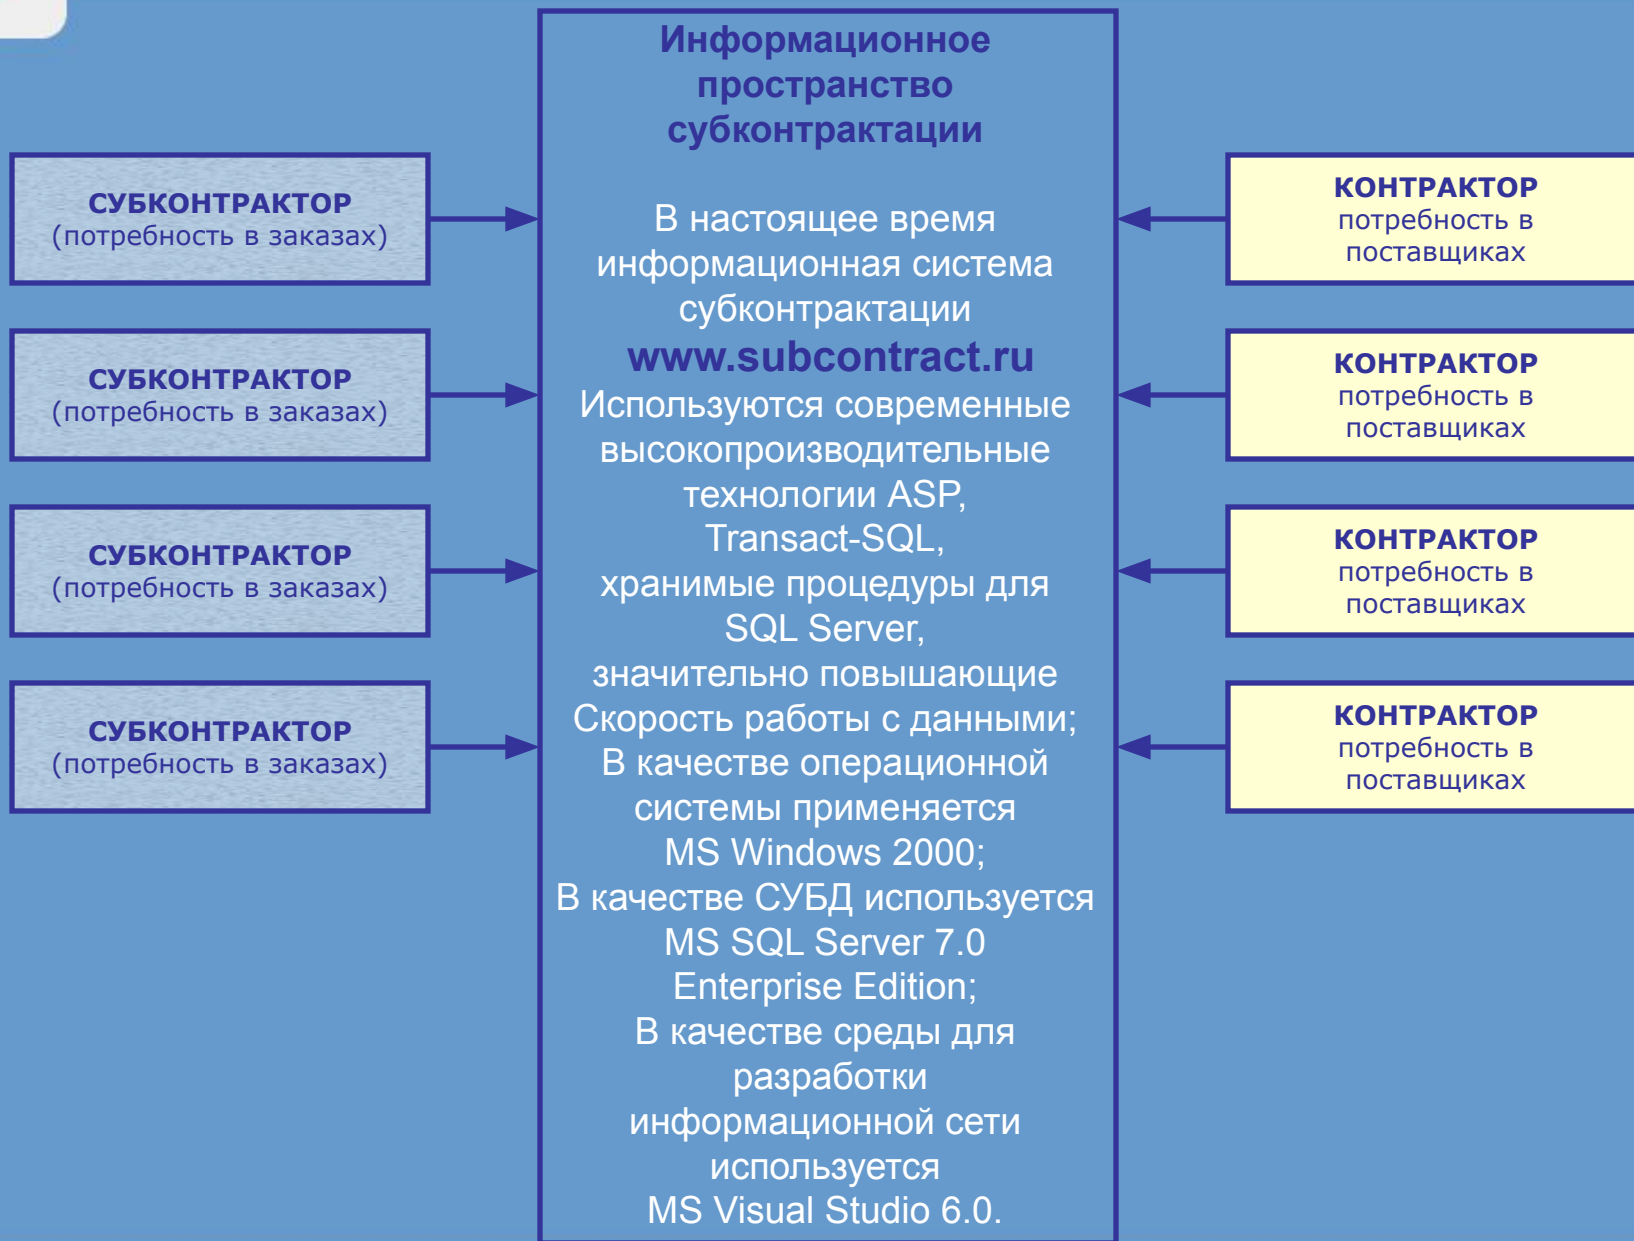 Информационное
пространство
субконтрактации
В настоящее время
информационная система
субконтрактации
www.subcontract.ru
Используются современные
высокопроизводительные
технологии ASP,
Transact-SQL,
хранимые процедуры для
SQL Server,
значительно повышающие
Скорость работы с данными;
В качестве операционной
системы применяется
MS Windows 2000;
В качестве СУБД используется
MS SQL Server 7.0
Enterprise Edition;
В качестве среды для
разработки
информационной сети
используется
MS Visual Studio 6.0.
СУБКОНТРАКТОР
(потребность в заказах)
СУБКОНТРАКТОР
(потребность в заказах)
СУБКОНТРАКТОР
(потребность в заказах)
СУБКОНТРАКТОР
(потребность в заказах)
КОНТРАКТОР
потребность в
поставщиках
КОНТРАКТОР
потребность в
поставщиках
КОНТРАКТОР
потребность в
поставщиках
КОНТРАКТОР
потребность в
поставщиках